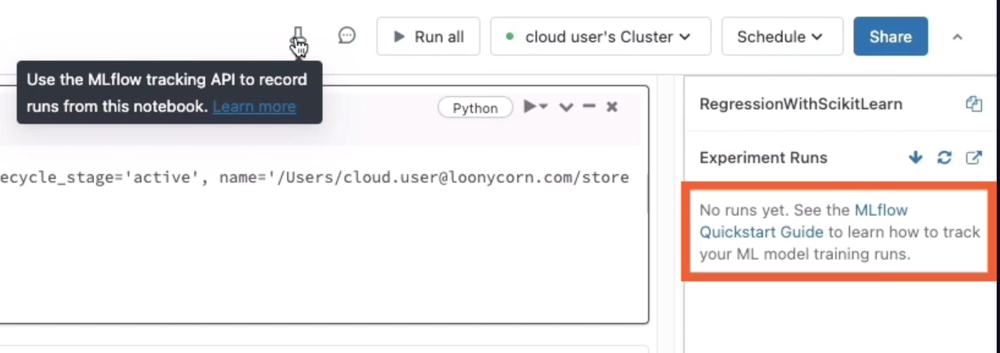 Run all
cloud user's Cluster
Schedule
Share
Use the MLflow tracking API to record
runs from this notebook. Learn more
Python
RegressionWithScikitLearn
Experiment Runs
ecycle_stage='active', name='/Users/cloud.user@loonycorn.com/store
No runs yet. See the MLflow
Quickstart Guide to learn how to track
your ML model training runs.